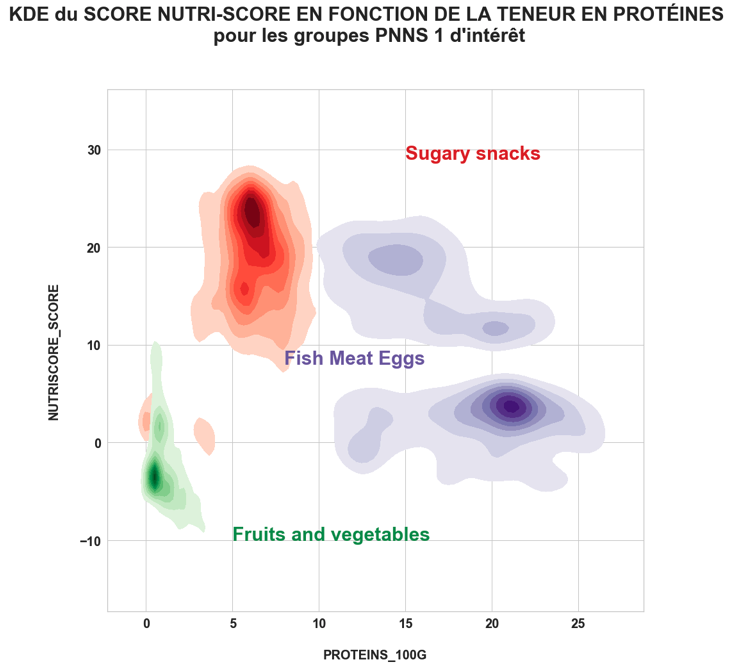 KDE du SCORE NUTRI-SCORE EN FONCTION DE LA TENEUR EN PROTÉINES
pour les groupes PNNS 1 d'intérêt
Sugary snacks
Fish Meat Eggs
Fruits and vegetables
NUTRISCORE_SCORE
30
20
10
0
−10
0 5 10 15 20 25
PROTEINS_100G